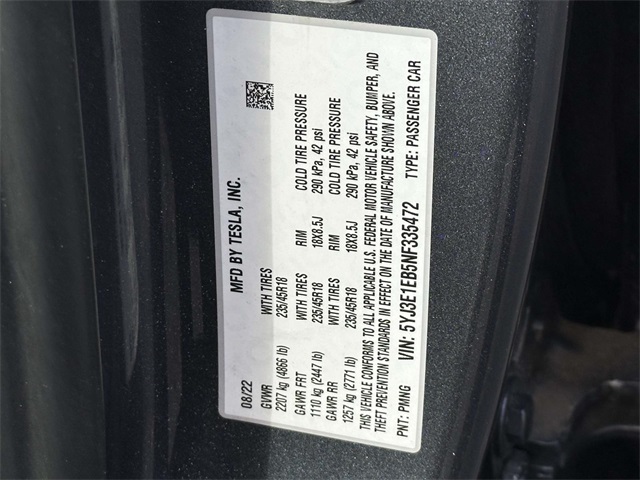 MFD BY TESLA, INC.
08/22
GVWR WITH TIRES RIM COLD TIRE PRESSURE
2207 kg (4866 lb) 235/45R18 18X8.5J 290 kPa, 42 psi
GAWR FRT WITH TIRES RIM COLD TIRE PRESSURE
1110 kg (2447 lb) 235/45R18 18X8.5J 290 kPa, 42 psi
GAWR RR
1257 kg (2771 lb)
THIS VEHICLE CONFORMS TO ALL APPLICABLE U.S. FEDERAL MOTOR VEHICLE SAFETY, BUMPER, AND
THEFT PREVENTION STANDARDS IN EFFECT ON THE DATE OF MANUFACTURE SHOWN ABOVE.
PNT: PMNG VIN: 5YJ3E1EB5NF335472 TYPE: PASSENGER CAR